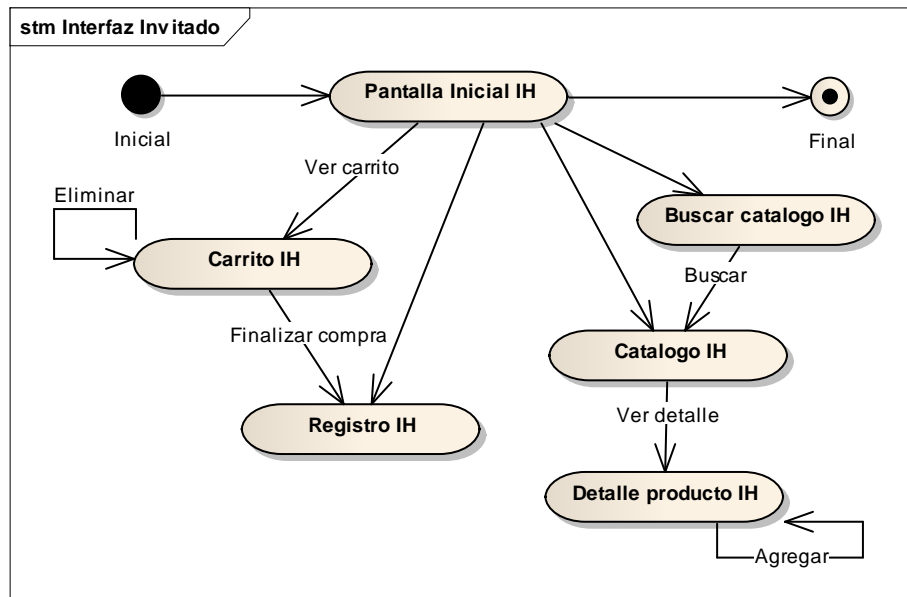 stm Interfaz Invitado
Pantalla Inicial IH
Inicial
Final
Ver carrito
Eliminar
Buscar catalogo IH
Carrito IH
Buscar
Finalizar compra
Catalogo IH
Ver detalle
Registro IH
Detalle producto IH
Agregar